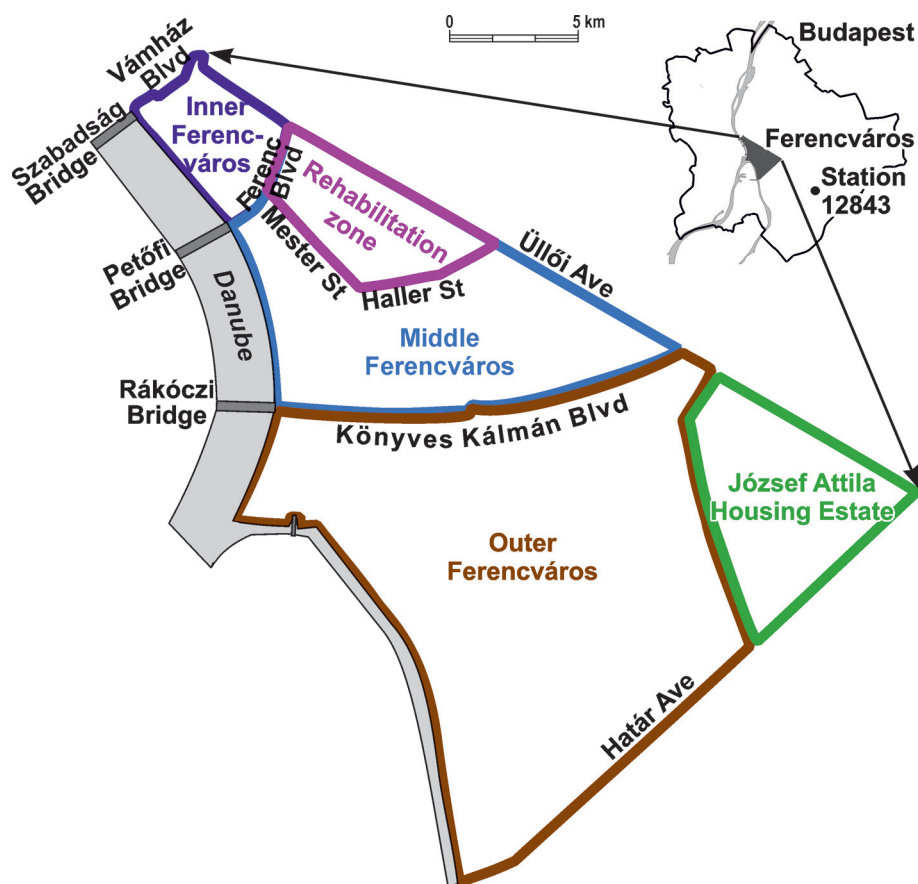 0 5 km
Budapest
Vámház
Blvd
Szabadság
Bridge
Inner
Ferenc-
város
Ferencváros
Station
12843
Ferenc
Blvd
Rehabilitation
zone
Mester St
Haller St
Üllői Ave
Petőfi
Bridge
Danube
Middle
Ferencváros
Rákóczi
Bridge
Könyves Kálmán Blvd
József Attila
Housing Estate
Outer
Ferencváros
Határ Ave